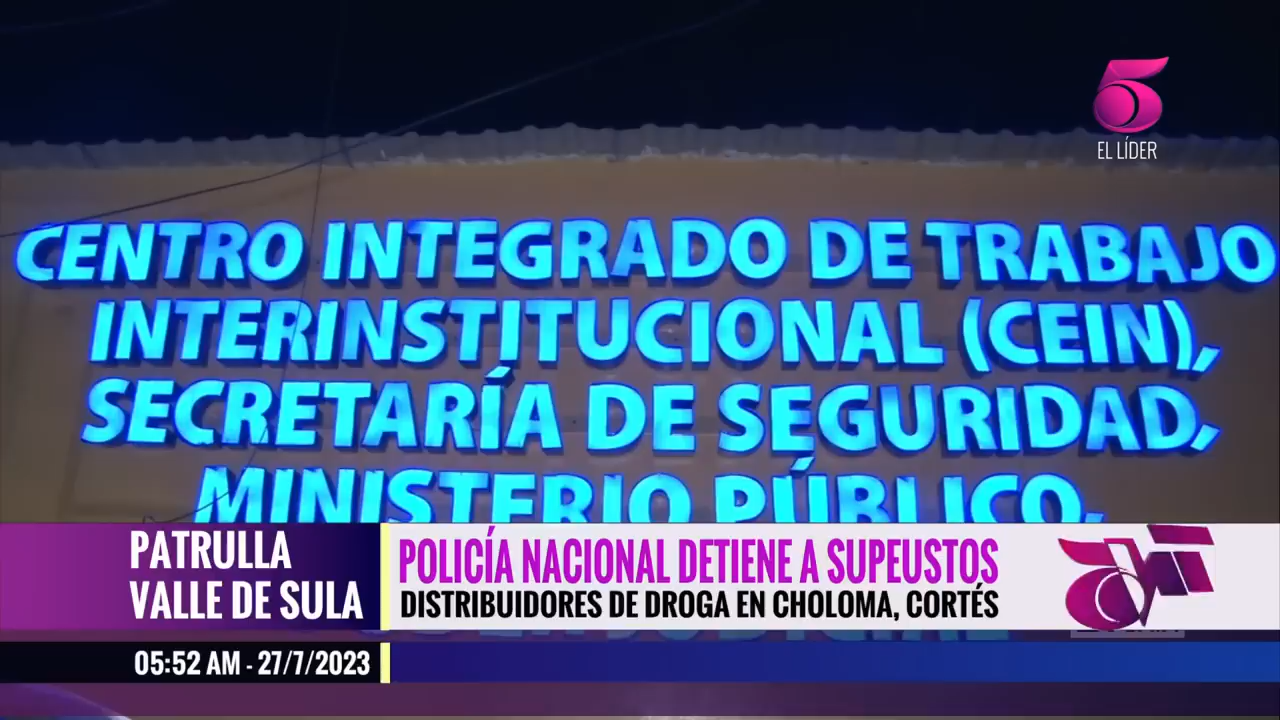 5
EL LÍDER
CENTRO INTEGRADO DE TRABAJO
INTERINSTITUCIONAL (CEIN),
SECRETARÍA DE SEGURIDAD,
MINISTERIO PÚBLICO,
PATRULLA
VALLE DE SULA
POLICÍA NACIONAL DETIENE A SUPEUSTOS
DISTRIBUIDORES DE DROGA EN CHOLOMA, CORTÉS
05:52 AM - 27/7/2023